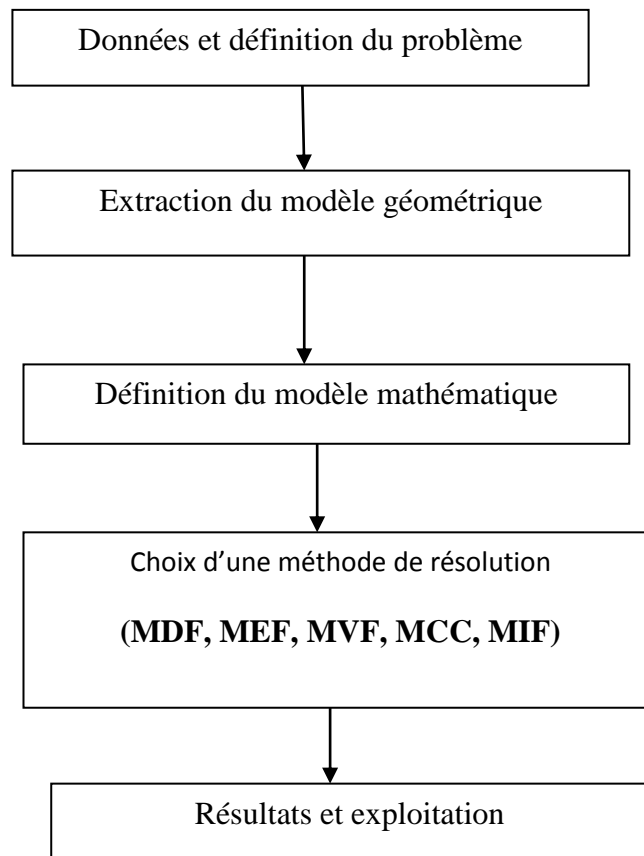 Données et définition du problème
Extraction du modèle géométrique
Définition du modèle mathématique
Choix d’une méthode de résolution
(MDF, MEF, MVF, MCC, MIF)
Résultats et exploitation